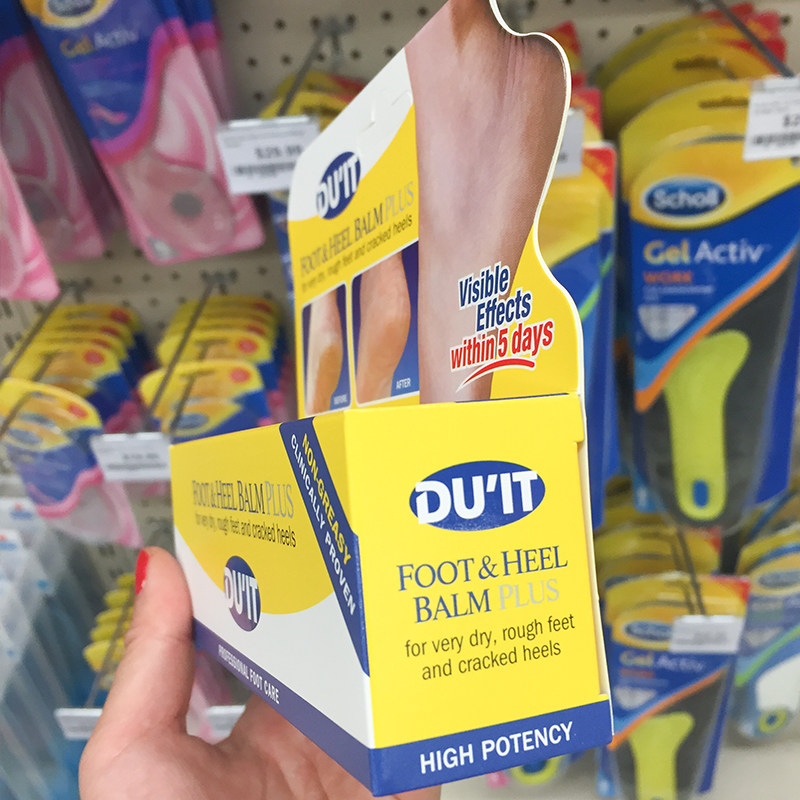 Gel Activ
$29.99
DU'IT
FOOT & HEEL BALM PLUS
for very dry, rough feet and cracked heels
BEFORE
AFTER
Visible
Effects
within 5 days
Scholl
Gel Activ
WORK
NON-GREASY
CLINICALLY PROVEN
FOOT & HEEL BALM PLUS
for very dry, rough feet and cracked heels
DU'IT
PROFESSIONAL FOOT CARE
DU'IT
FOOT & HEEL
BALM PLUS
for very dry, rough feet
and cracked heels
HIGH POTENCY
Scholl
Gel Activ